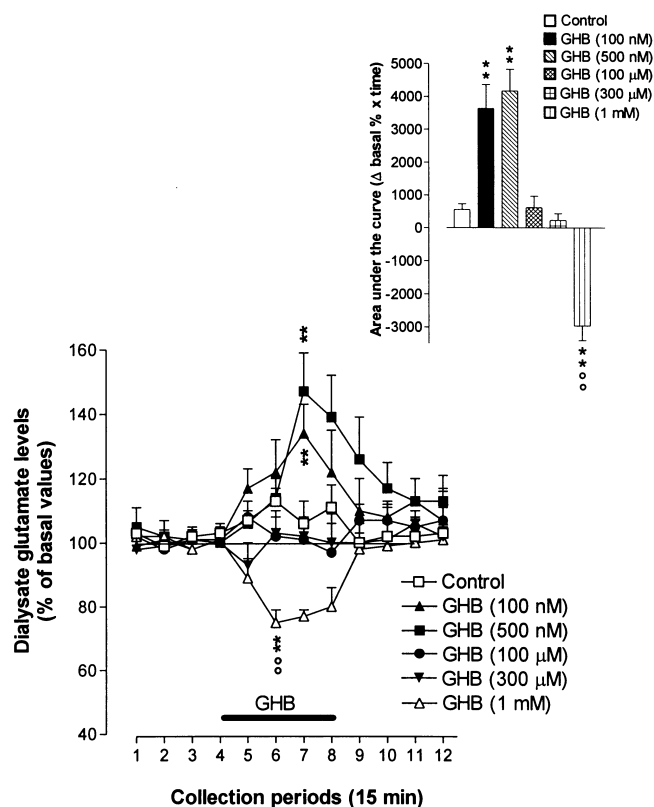 Control
GHB (100 nM)
GHB (500 nM)
GHB (100 μM)
GHB (300 μM)
GHB (1 mM)
Area under the curve (Δ basal % x time)
5000
4000
3000
2000
1000
0
-1000
-2000
-3000
**
**
**
°°
Dialysate glutamate levels
(% of basal values)
160
140
120
100
80
60
40
**
**
**
°°
GHB
Control
GHB (100 nM)
GHB (500 nM)
GHB (100 μM)
GHB (300 μM)
GHB (1 mM)
1 2 3 4 5 6 7 8 9 10 11 12
Collection periods (15 min)